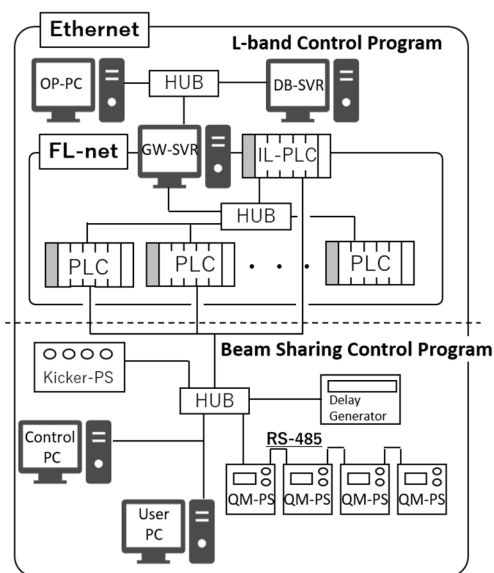 Ethernet
L-band Control Program
OP-PC
HUB
DB-SVR
FL-net
GW-SVR
IL-PLC
HUB
PLC
PLC
PLC
Beam Sharing Control Program
Kicker-PS
HUB
Delay
Generator
Control
PC
RS-485
QM-PS
QM-PS
QM-PS
QM-PS
User
PC